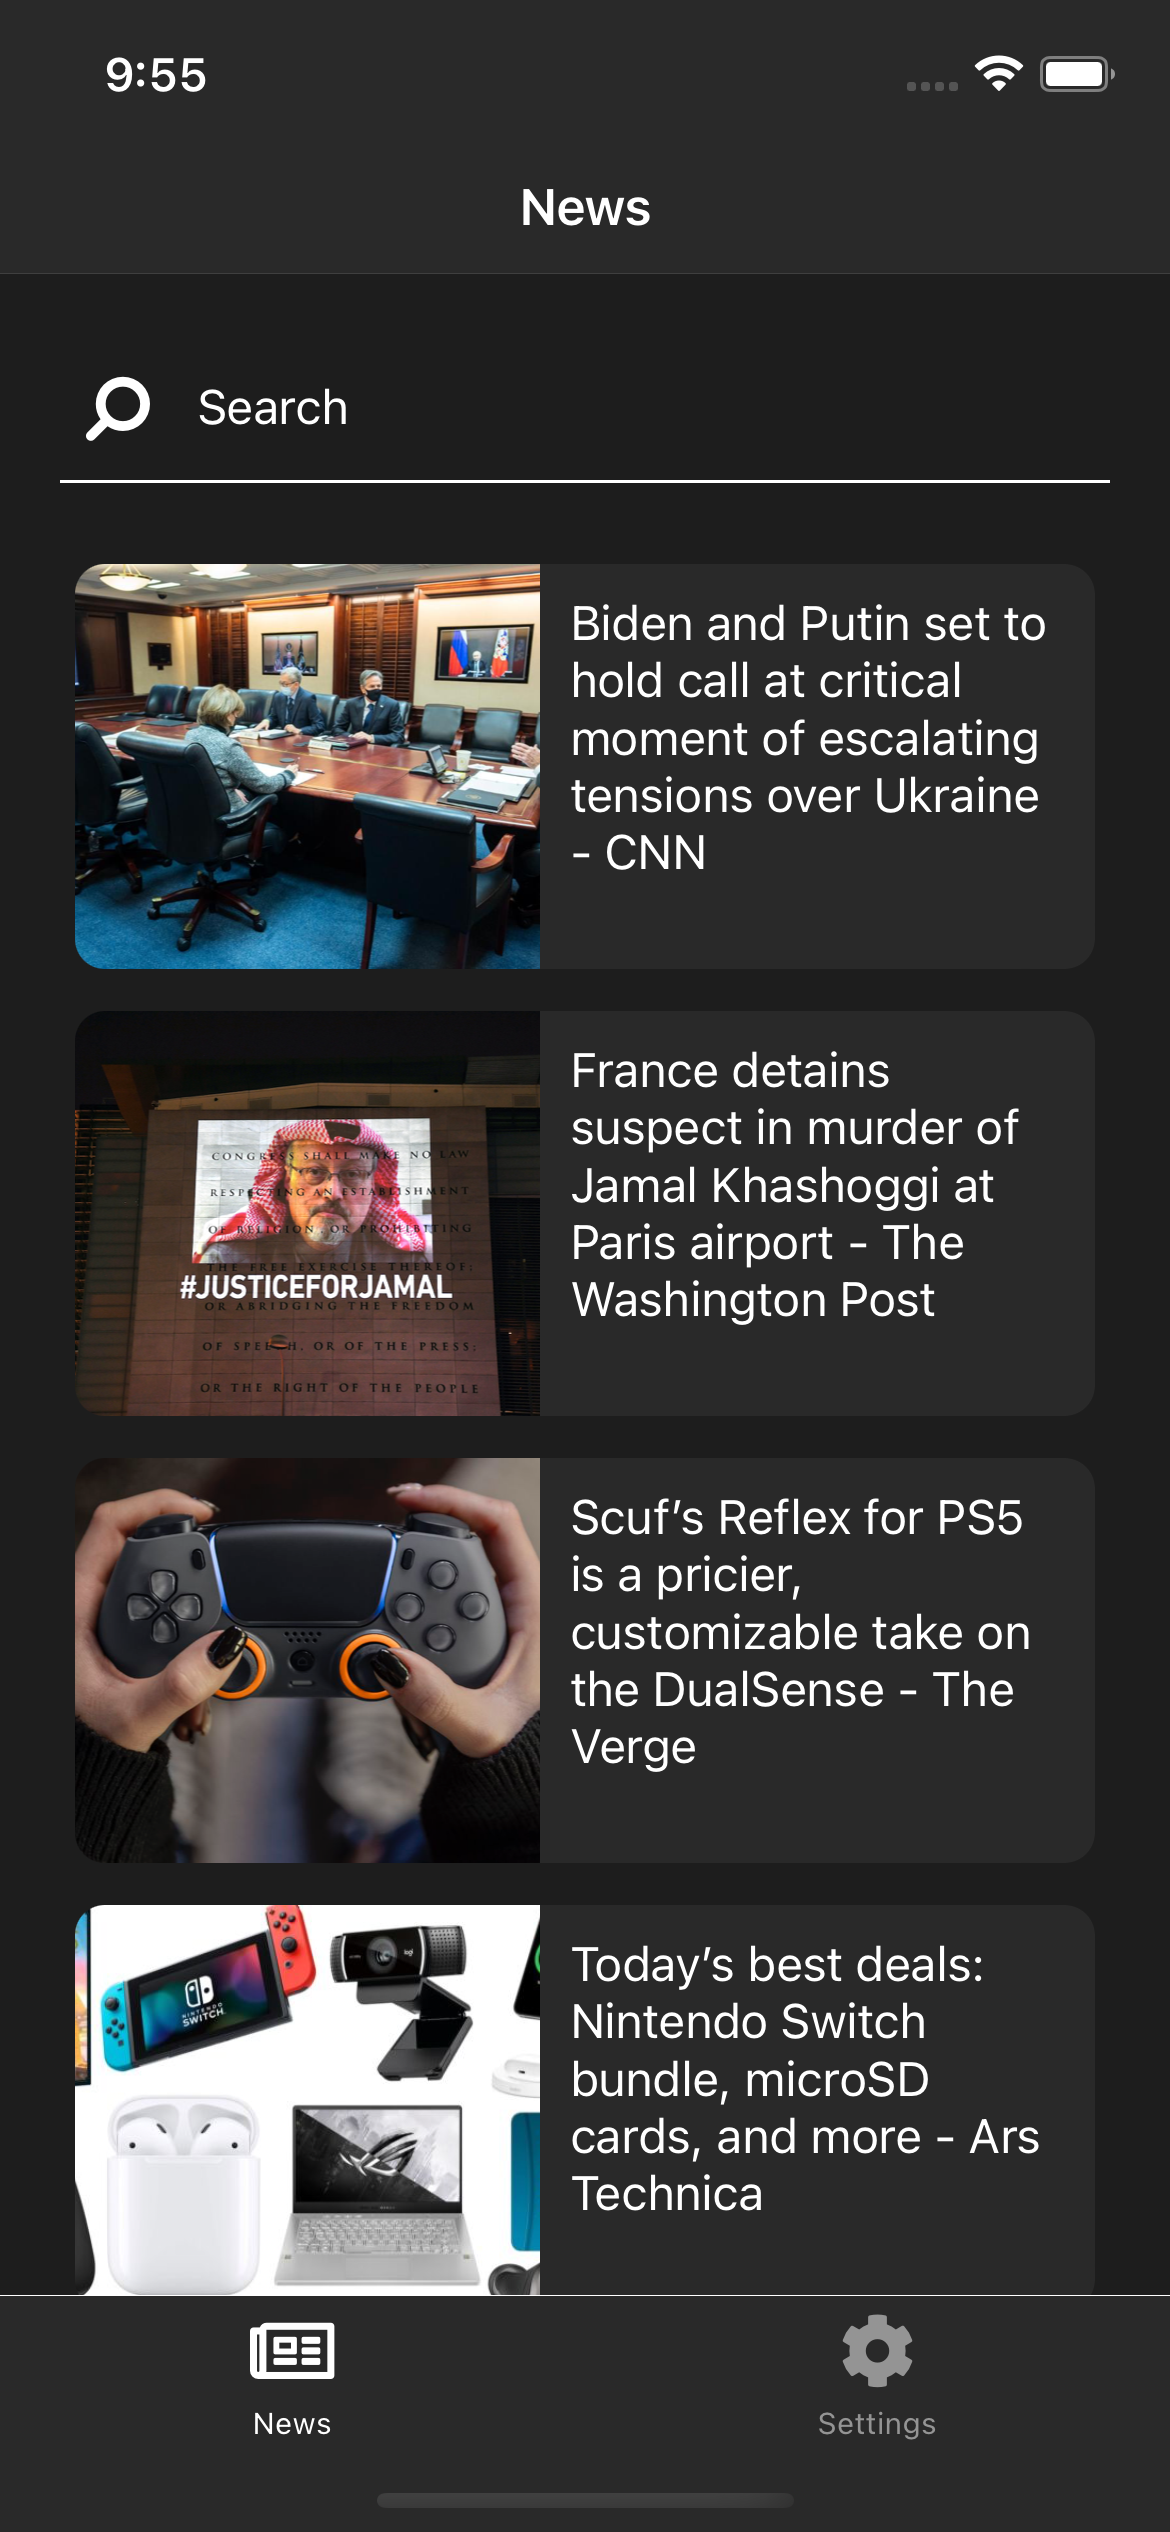 9:55
News
Search
Biden and Putin set to
hold call at critical
moment of escalating
tensions over Ukraine
- CNN
CONGRESS SHALL MAKE NO LAW
RESPECTING AN ESTABLISHMENT
OF RELIGION, OR PROHIBITING
THE FREE EXERCISE THEREOF;
#JUSTICEFORJAMAL
OR ABRIDGING THE FREEDOM
OF SPEECH, OR OF THE PRESS;
OR THE RIGHT OF THE PEOPLE
France detains
suspect in murder of
Jamal Khashoggi at
Paris airport - The
Washington Post
Scuf’s Reflex for PS5
is a pricier,
customizable take on
the DualSense - The
Verge
NINTENDO
SWITCH
logi
Today’s best deals:
Nintendo Switch
bundle, microSD
cards, and more - Ars
Technica
News
Settings